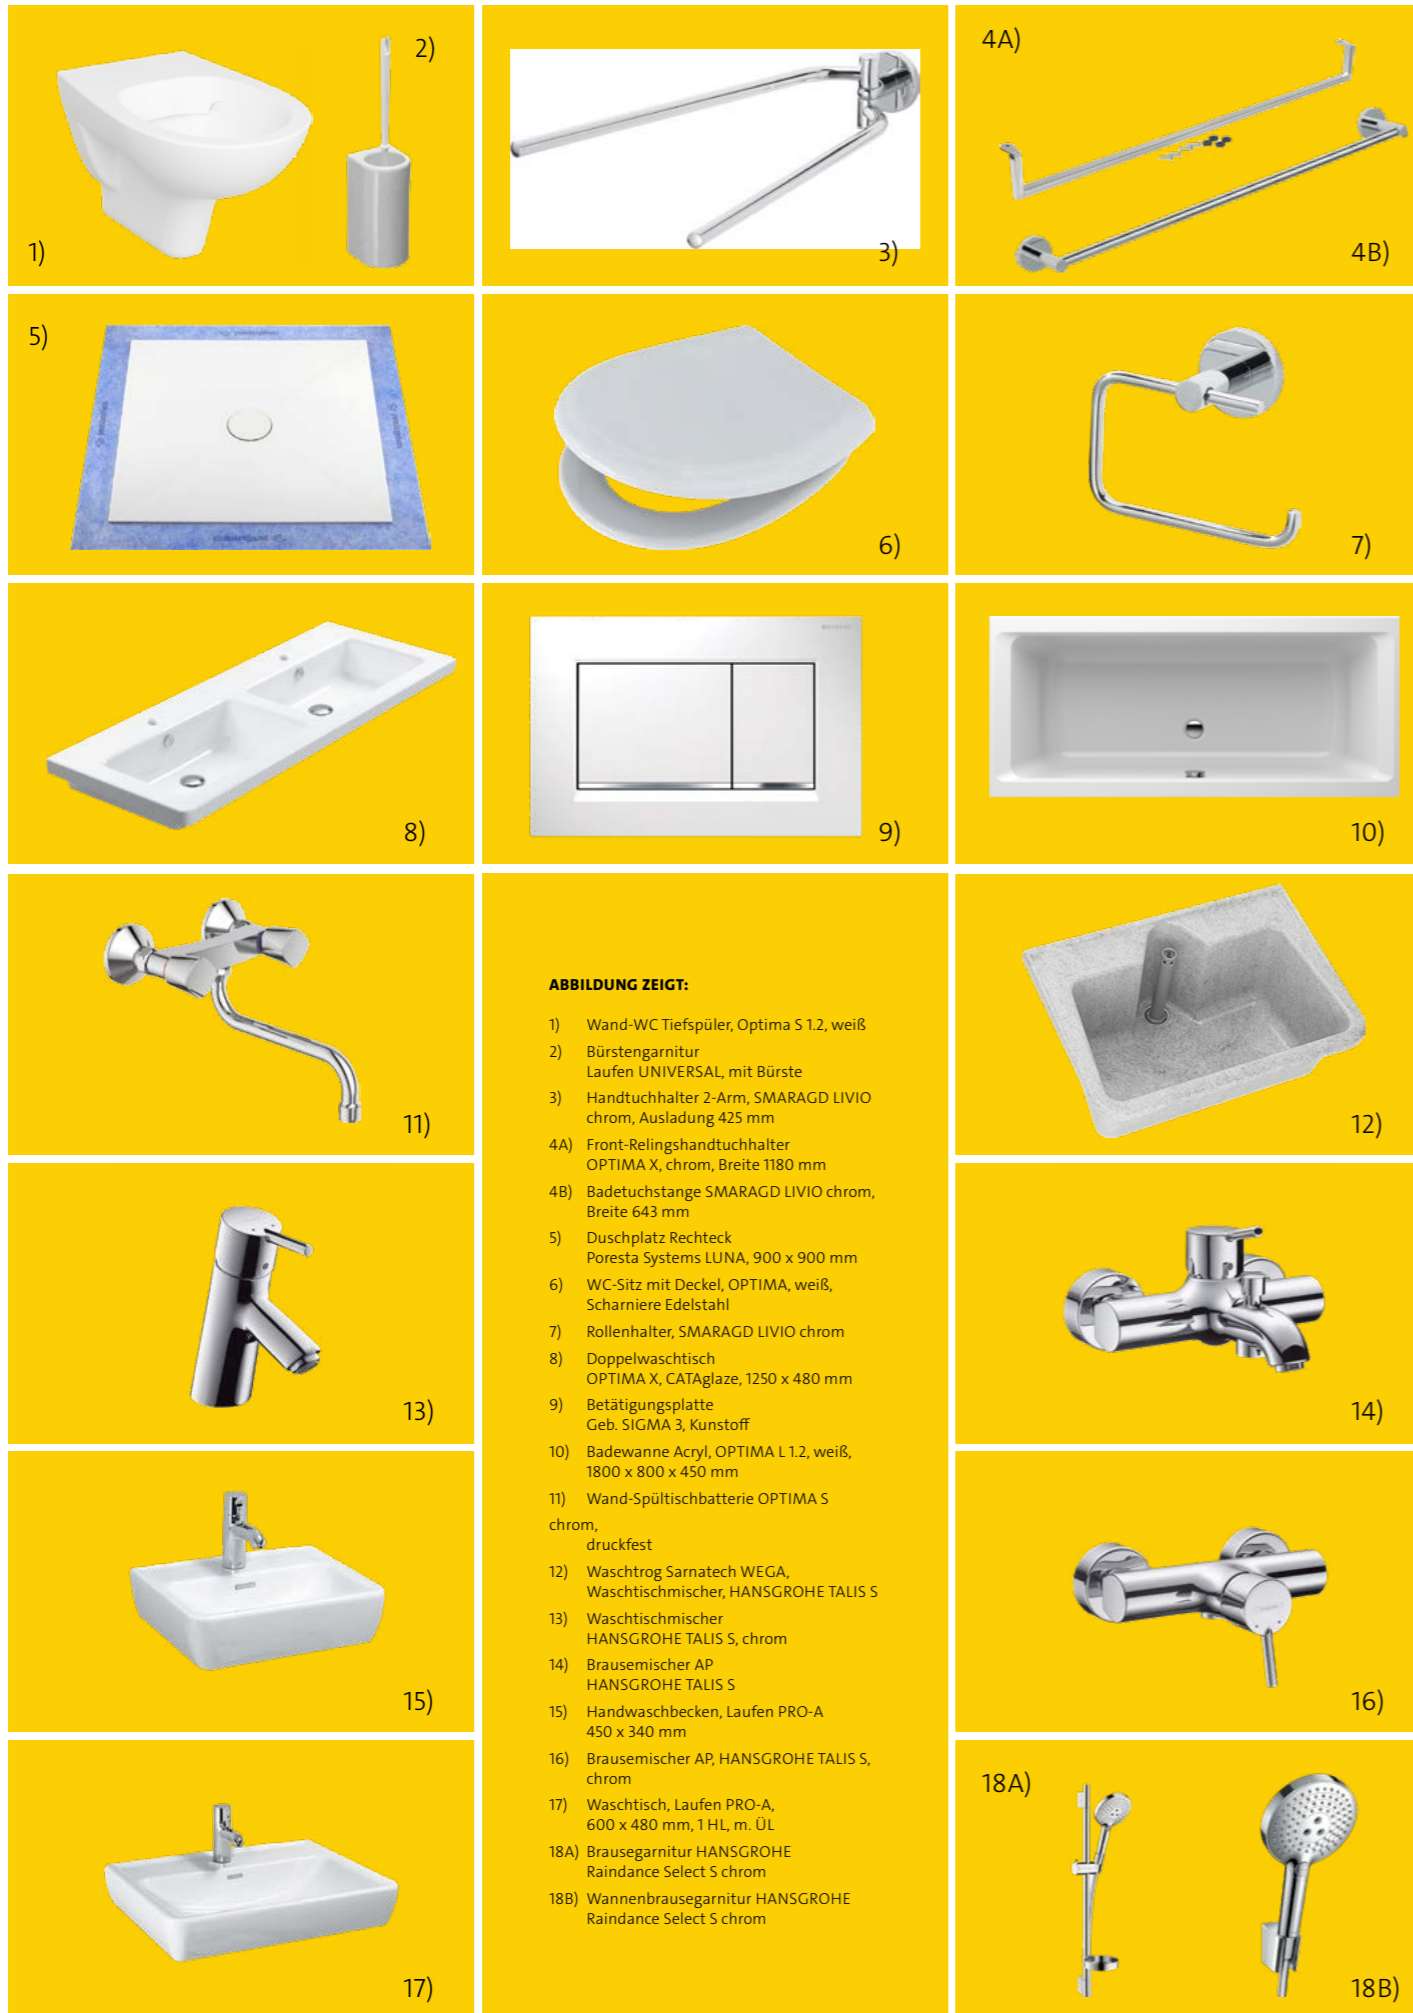 2)
1)
3)
4A)
4B)
5)
6)
7)
8)
9)
10)
11)
ABBILDUNG ZEIGT:
1) Wand-WC Tiefspüler, Optima S 1.2, weiß
2) Bürstengarnitur
Laufen UNIVERSAL, mit Bürste
3) Handtuchhalter 2-Arm, SMARAGD LIVIO
chrom, Ausladung 425 mm
4A) Front-Relingshandtuchhalter
OPTIMA X, chrom, Breite 1180 mm
4B) Badetuchstange SMARAGD LIVIO chrom,
Breite 643 mm
5) Duschplatz Rechteck
Poresta Systems LUNA, 900 x 900 mm
6) WC-Sitz mit Deckel, OPTIMA, weiß,
Scharniere Edelstahl
7) Rollenhalter, SMARAGD LIVIO chrom
8) Doppelwaschtisch
OPTIMA X, CATAglaze, 1250 x 480 mm
9) Betätigungsplatte
Geb. SIGMA 3, Kunstoff
10) Badewanne Acryl, OPTIMA L 1.2, weiß,
1800 x 800 x 450 mm
11) Wand-Spültischbatterie OPTIMA S
chrom,
druckfest
12) Waschtrog Sarnatech WEGA,
Waschtischmischer, HANSGROHE TALIS S
13) Waschtischmischer
HANSGROHE TALIS S, chrom
14) Brausemischer AP
HANSGROHE TALIS S
15) Handwaschbecken, Laufen PRO-A
450 x 340 mm
16) Brausemischer AP, HANSGROHE TALIS S,
chrom
17) Waschtisch, Laufen PRO-A,
600 x 480 mm, 1 HL, m. ÜL
18A) Brausegarnitur HANSGROHE
Raindance Select S chrom
18B) Wannenbrausegarnitur HANSGROHE
Raindance Select S chrom
12)
13)
14)
15)
16)
17)
18A)
18B)